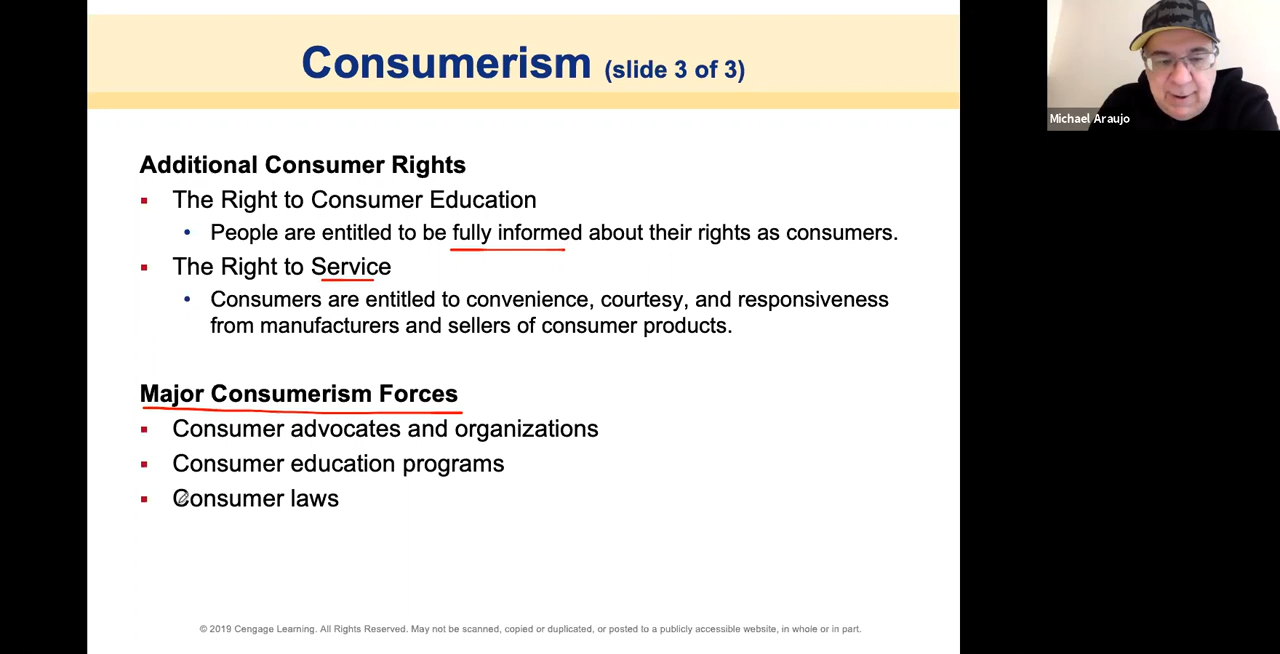 Consumerism (slide 3 of 3)
Additional Consumer Rights
The Right to Consumer Education
People are entitled to be fully informed about their rights as consumers.
The Right to Service
Consumers are entitled to convenience, courtesy, and responsiveness
from manufacturers and sellers of consumer products.
Major Consumerism Forces
Consumer advocates and organizations
Consumer education programs
Consumer laws
© 2019 Cengage Learning. All Rights Reserved. May not be scanned, copied or duplicated, or posted to a publicly accessible website, in whole or in part.
Michael Araujo